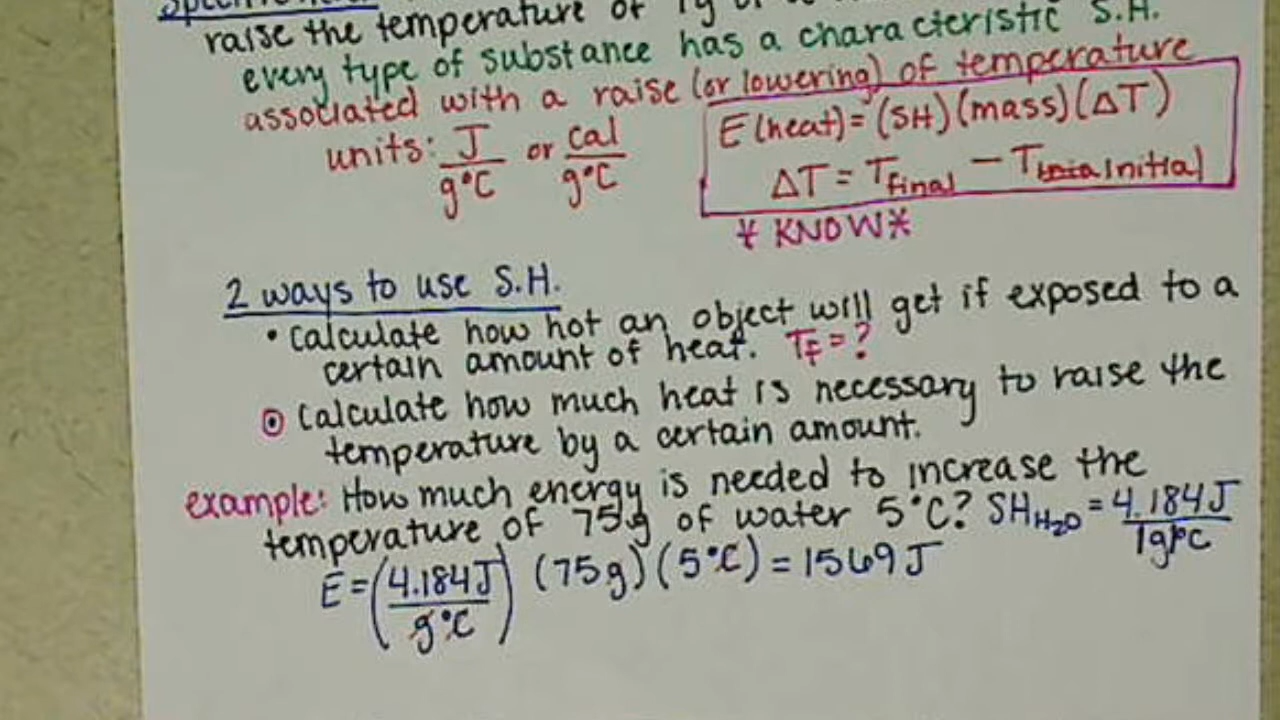 raise the temperature of 1g of
every type of substance has a characteristic S.H.
associated with a raise (or lowering) of temperature
units: J/g°C or cal/g°C
E(heat) = (SH)(mass)(ΔT)
ΔT = Tfinal - Tinitial
* KNOW *
2 ways to use S.H.
• Calculate how hot an object will get if exposed to a
certain amount of heat. TF = ?
⊙ Calculate how much heat is necessary to raise the
temperature by a certain amount.
example: How much energy is needed to increase the
temperature of 75g of water 5°C? SHH2O = 4.184J/1g1°C
E = (4.184J/g°C) (75g)(5°C) = 1569J